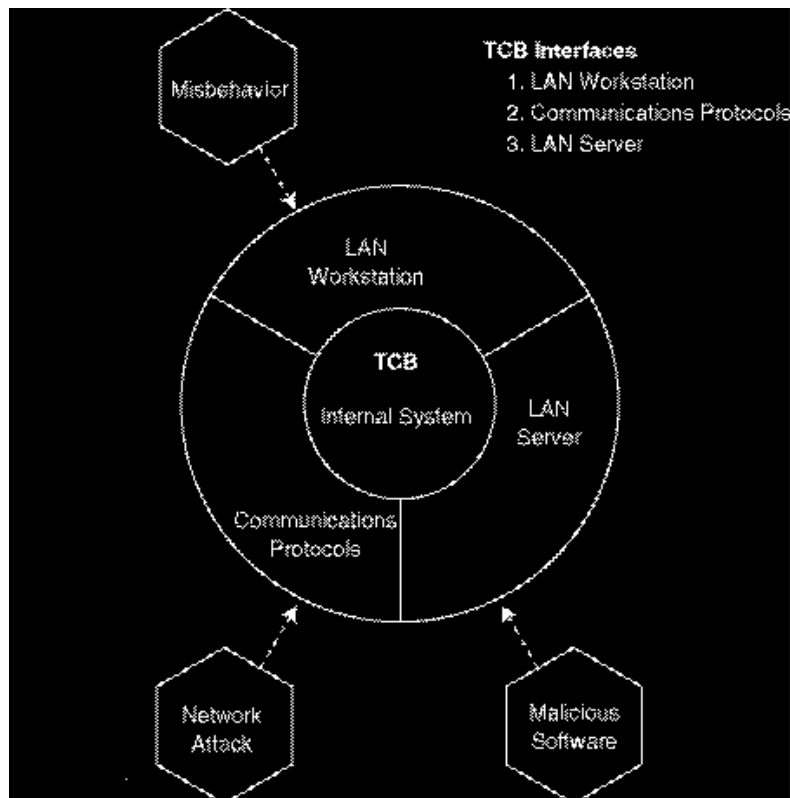 Misbehavior
TCB Interfaces
1. LAN Workstation
2. Communications Protocols
3. LAN Server
LAN
Workstation
TCB
Internal System
LAN
Server
Communications
Protocols
Network
Attack
Malicious
Software